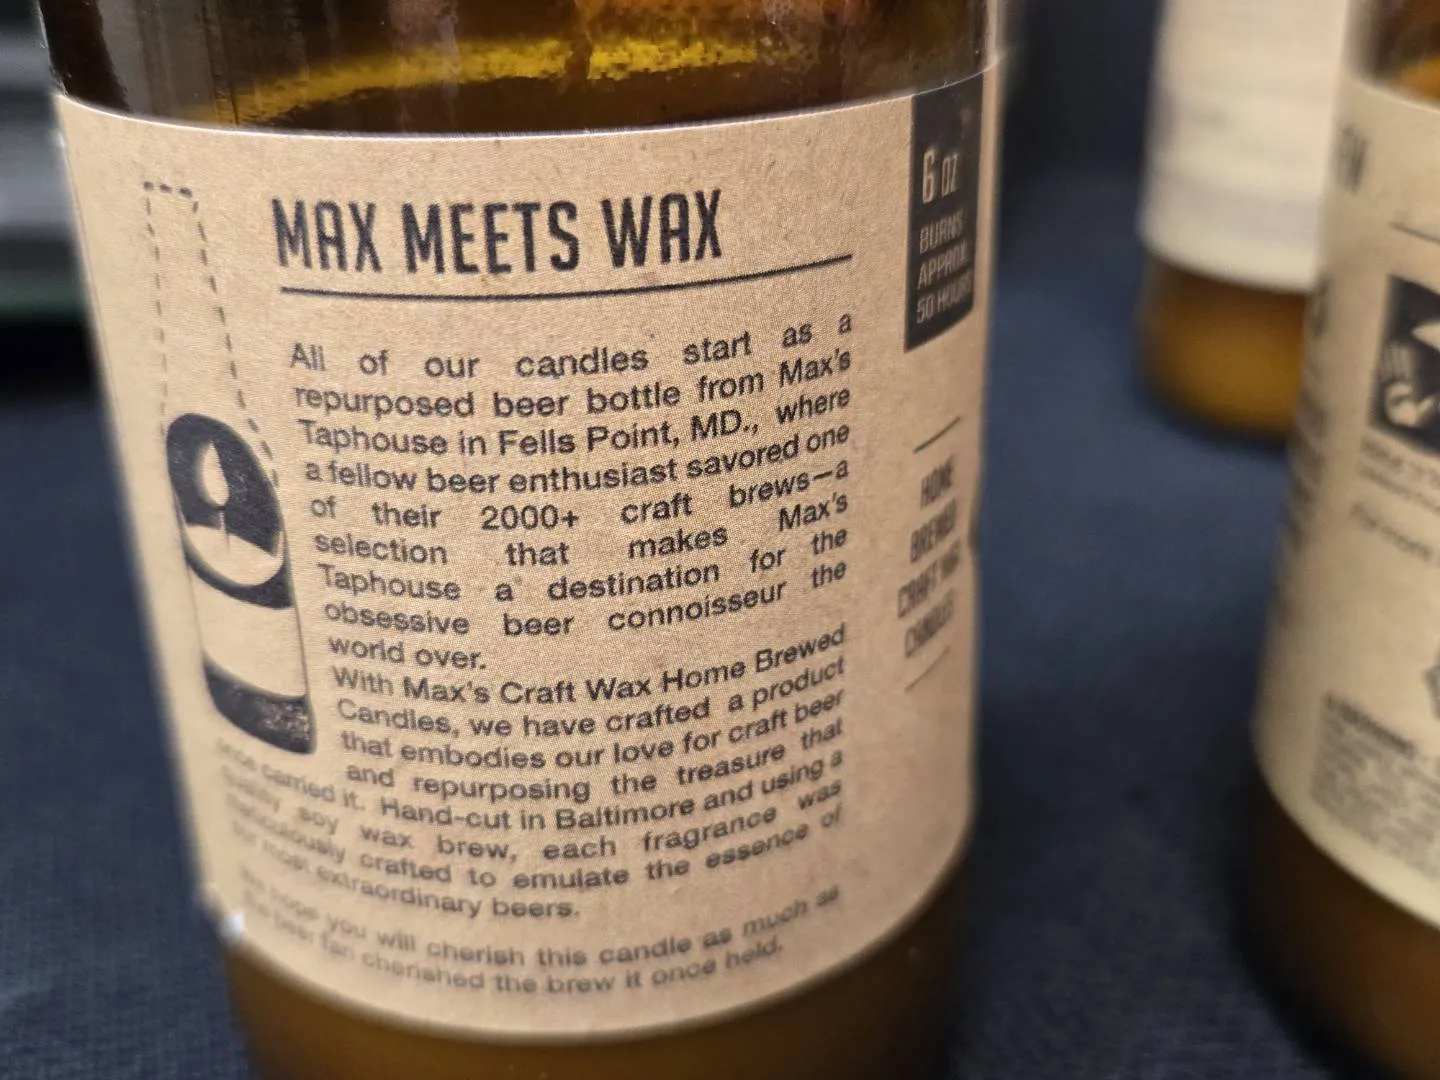 MAX MEETS WAX
All of our candles start as a
repurposed beer bottle from Max's
Taphouse in Fells Point, MD., where
a fellow beer enthusiast savored one
of their 2000+ craft brews—a
selection that makes Max's
Taphouse a destination for the
obsessive beer connoisseur the
world over.
With Max's Craft Wax Home Brewed
Candles, we have crafted a product
that embodies our love for craft beer
and repurposing the treasure that
once carried it. Hand-cut in Baltimore and using a
quality soy wax brew, each fragrance was
meticulously crafted to emulate the essence of
our most extraordinary beers.
We hope you will cherish this candle as much as
the beer fan cherished the brew it once held.
6 OZ
BURNS
APPROX
50 HOURS
HOME
BREWED
CRAFT WAX
CANDLES